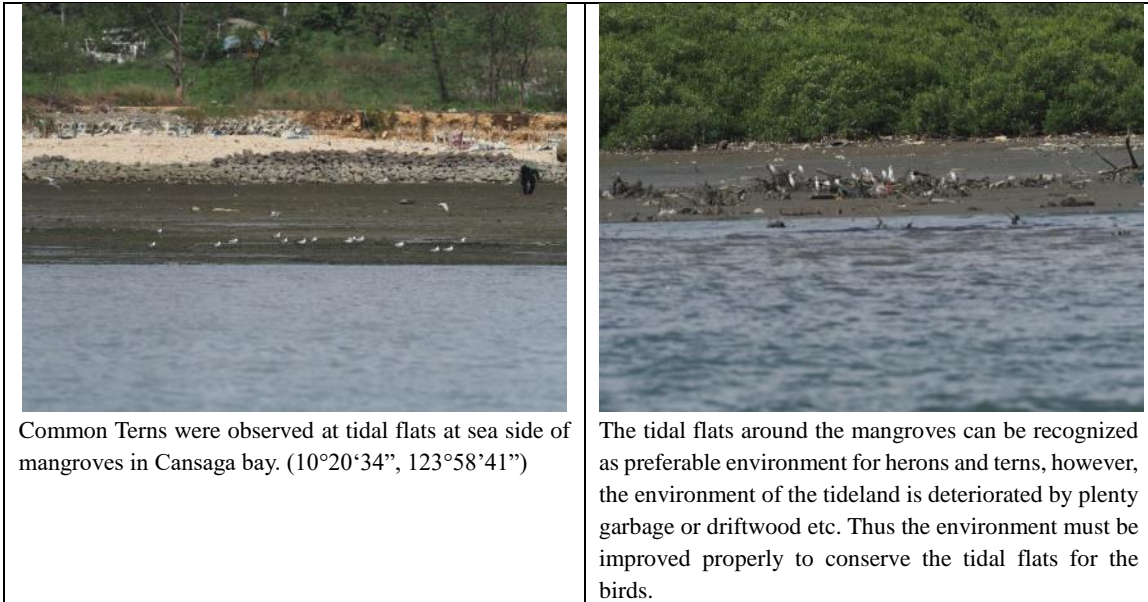 Common Terns were observed at tidal flats at sea side of
mangroves in Cansaga bay. (10°20‘34”, 123°58’41”)
The tidal flats around the mangroves can be recognized
as preferable environment for herons and terns, however,
the environment of the tideland is deteriorated by plenty
garbage or driftwood etc. Thus the environment must be
improved properly to conserve the tidal flats for the
birds.